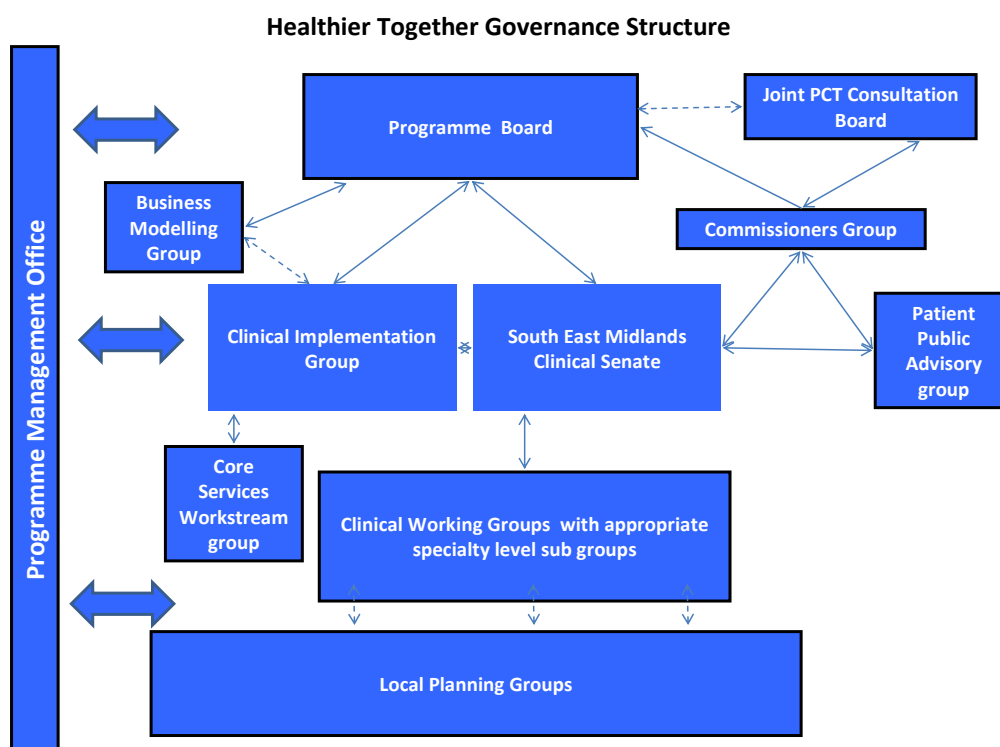 Healthier Together Governance Structure
Programme Management Office
Programme Board
Joint PCT Consultation
Board
Business
Modelling
Group
Commissioners Group
Clinical Implementation
Group
South East Midlands
Clinical Senate
Patient
Public
Advisory
group
Core
Services
Workstream
group
Clinical Working Groups with appropriate
specialty level sub groups
Local Planning Groups